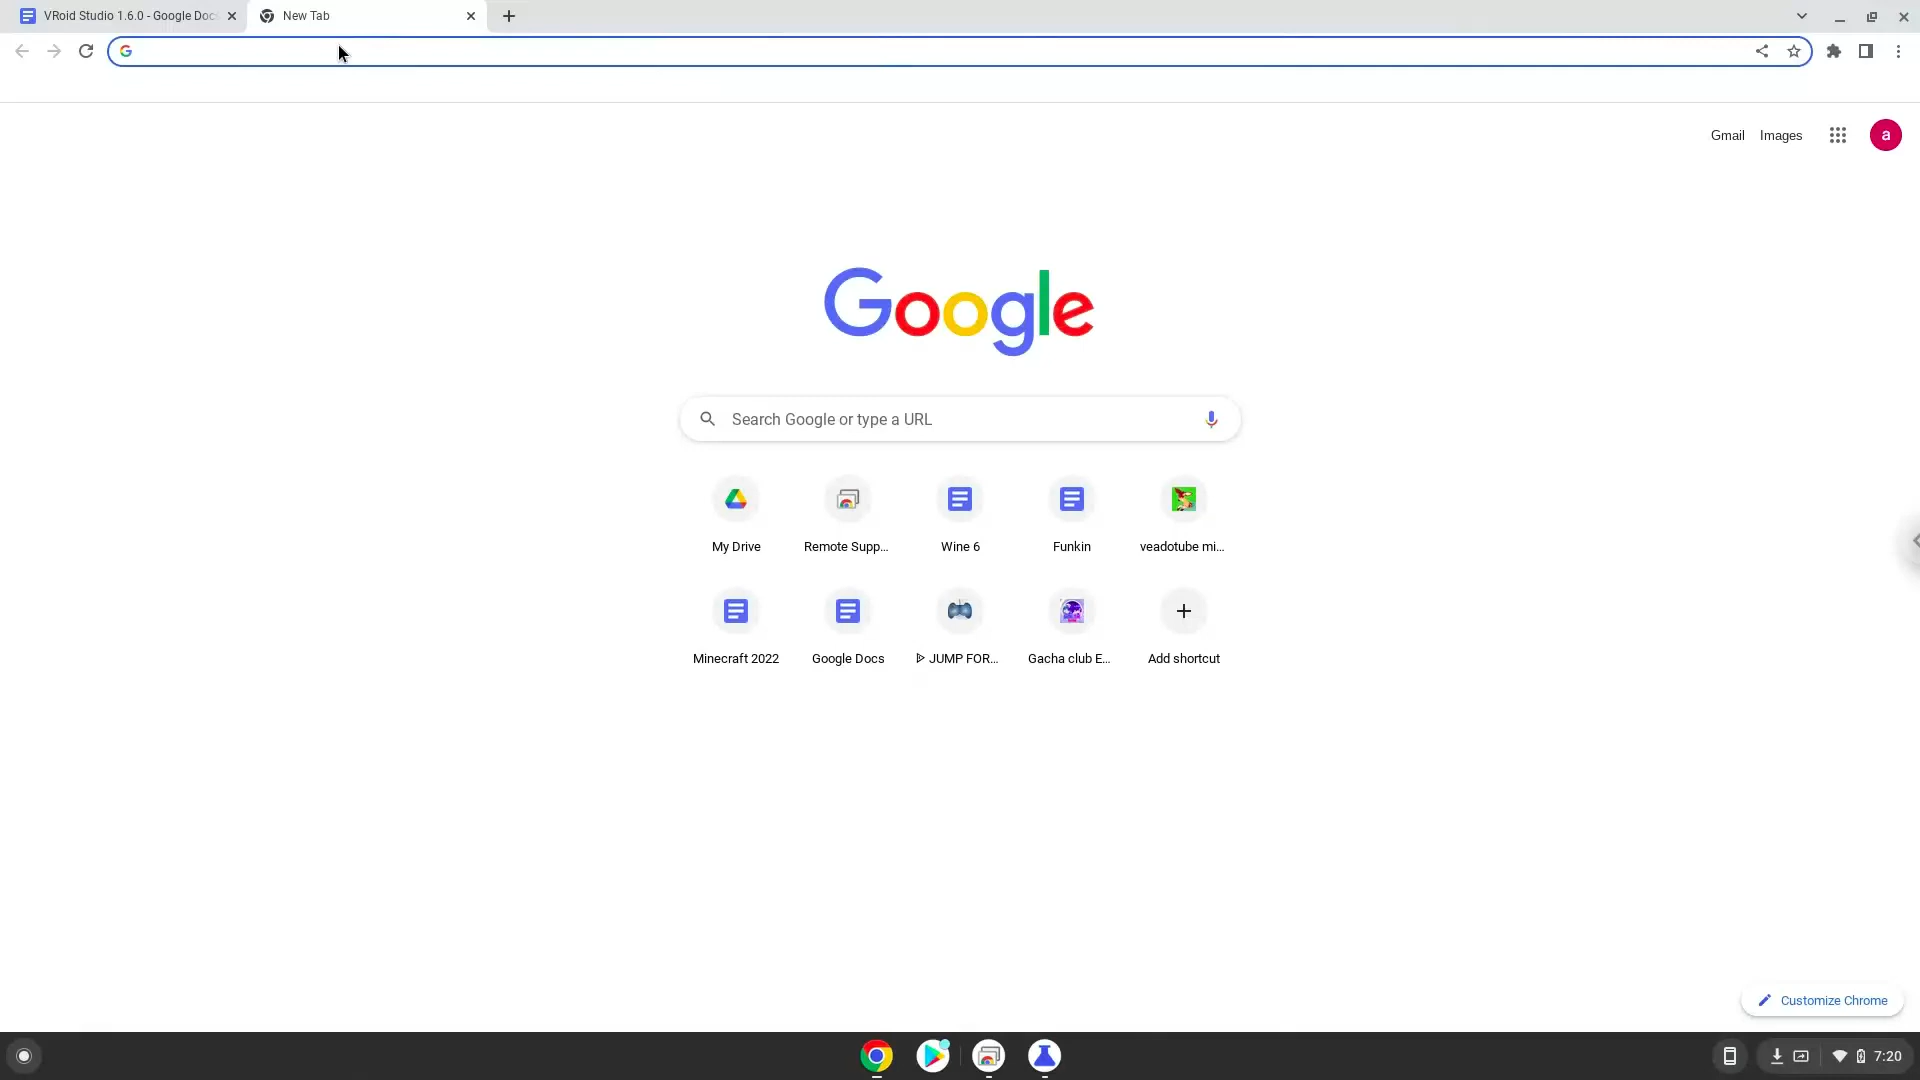 VRoid Studio 1.6.0 - Google Doc
New Tab
Gmail Images
a
Google
Search Google or type a URL
My Drive
Remote Supp...
Wine 6
Funkin
veadotube mi...
Minecraft 2022
Google Docs
JUMP FOR...
Gacha club E...
Add shortcut
Customize Chrome
7:20